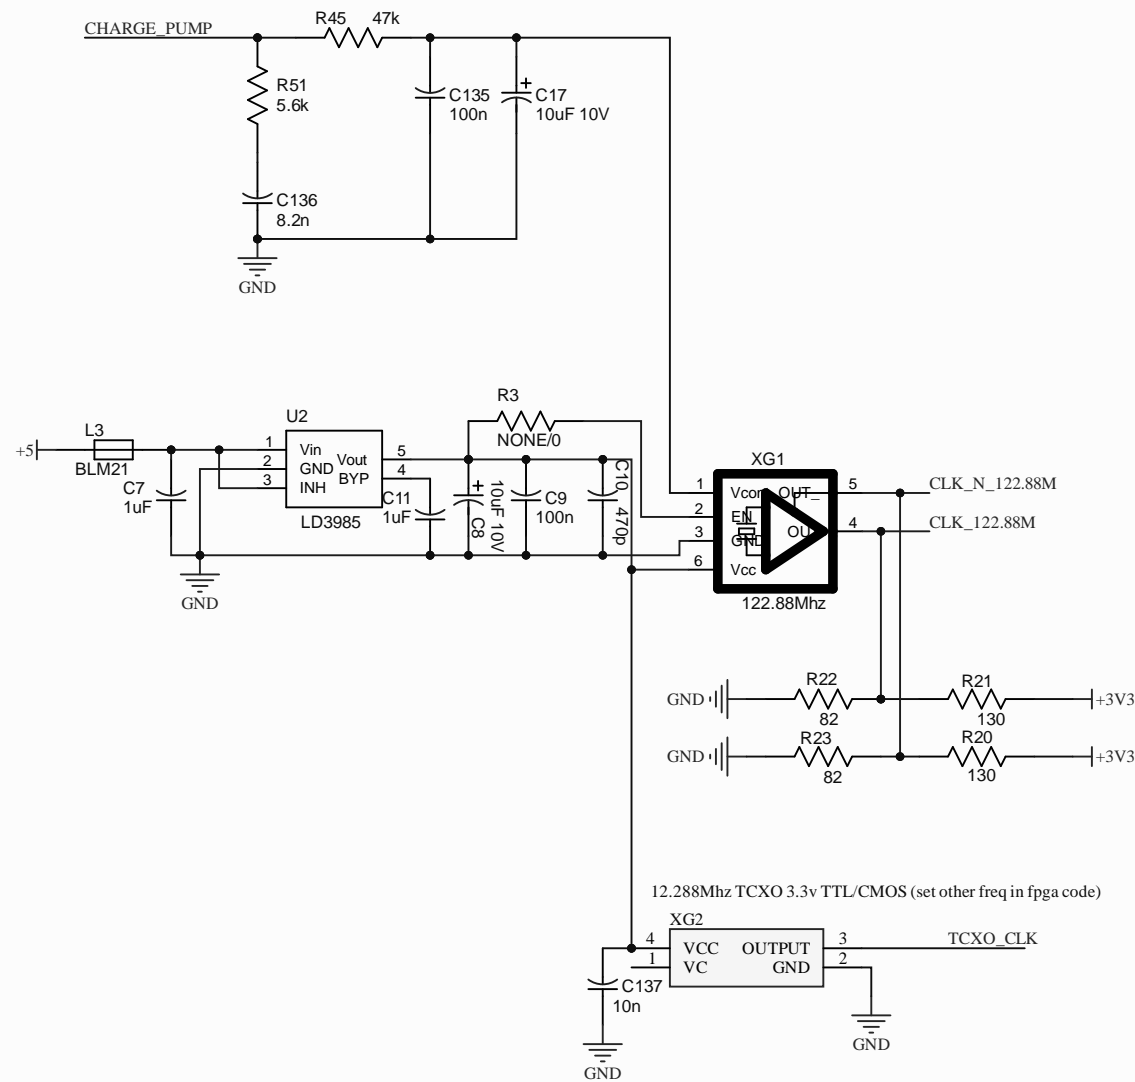 CHARGE_PUMP
R45 47k
R51
5.6k
C135
100n
+
C17
10uF 10V
C136
8.2n
GND
R3
NONE/0
U2
L3
+5
BLM21
1
2
3
Vin
GND
INH
Vout
BYP
5
4
LD3985
C7
1uF
C11
1uF
+
10uF 10V
C8
C9
100n
C10
470p
GND
XG1
1
2
3
6
EN
GND
Vcc
OUT_
5
4
CLK_N_122.88M
CLK_122.88M
122.88Mhz
GND
R22
82
R21
130
+3V3
GND
R23
82
R20
130
+3V3
12.288Mhz TCXO 3.3v TTL/CMOS (set other freq in fpga code)
XG2
4
1
VCC
VC
OUTPUT
GND
3
2
TCXO_CLK
C137
10n
GND
GND